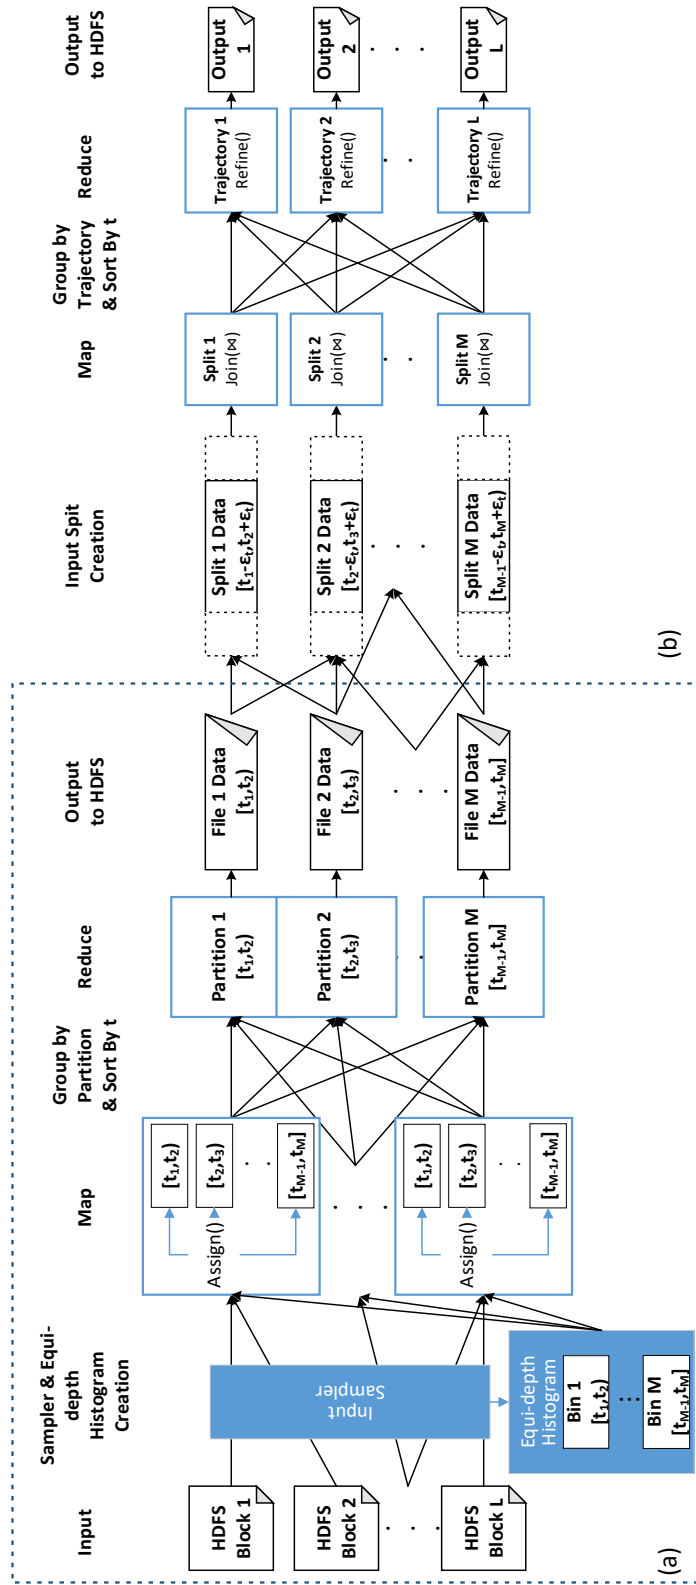 Input
Sampler & Equi-
depth
Histogram
Creation
Map
Group by
Partition
& Sort By t
Reduce
Output
to HDFS
Input Spit
Creation
Map
Group by
Trajectory
& Sort By t
Reduce
Output
to HDFS
HDFS
Block 1
HDFS
Block 2
HDFS
Block L
Input
Sampler
Equi-depth
Histogram
Bin 1
[t1,t2)
Bin M
[tM-1,tM]
Assign()
[t1,t2)
[t2,t3)
[tM-1,tM]
Assign()
[t1,t2)
[t2,t3)
[tM-1,tM]
Partition 1
[t1,t2)
Partition 2
[t2,t3)
Partition M
[tM-1,tM]
File 1 Data
[t1,t2)
File 2 Data
[t2,t3)
File M Data
[tM-1,tM]
Split 1 Data
[t1-εt,t2+εt)
Split 2 Data
[t2-εt,t3+εt)
Split M Data
[tM-1-εt,tM+εt)
Split 1
Join(⋈)
Split 2
Join(⋈)
Split M
Join(⋈)
Trajectory 1
Refine()
Trajectory 2
Refine()
Trajectory L
Refine()
Output
1
Output
2
Output
L
(a)
(b)